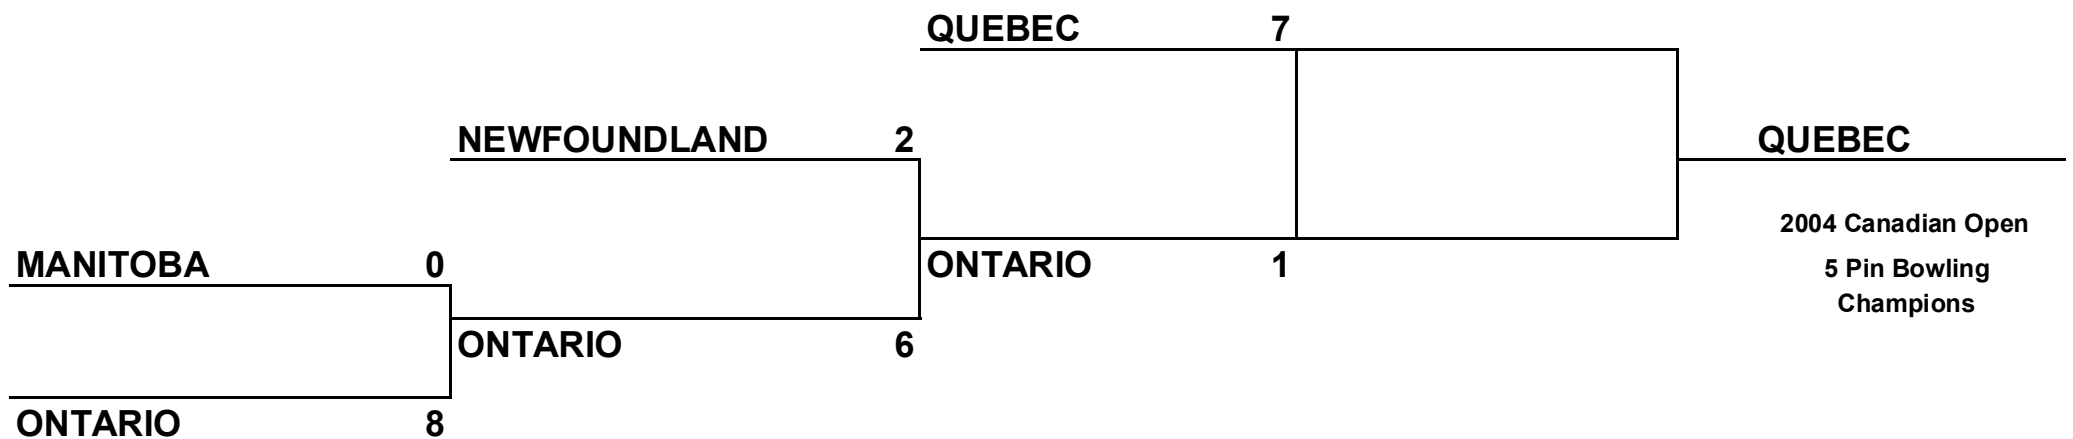 QUEBEC 7
NEWFOUNDLAND 2
QUEBEC
2004 Canadian Open
MANITOBA 0
ONTARIO 1
5 Pin Bowling
Champions
ONTARIO 6
ONTARIO 8